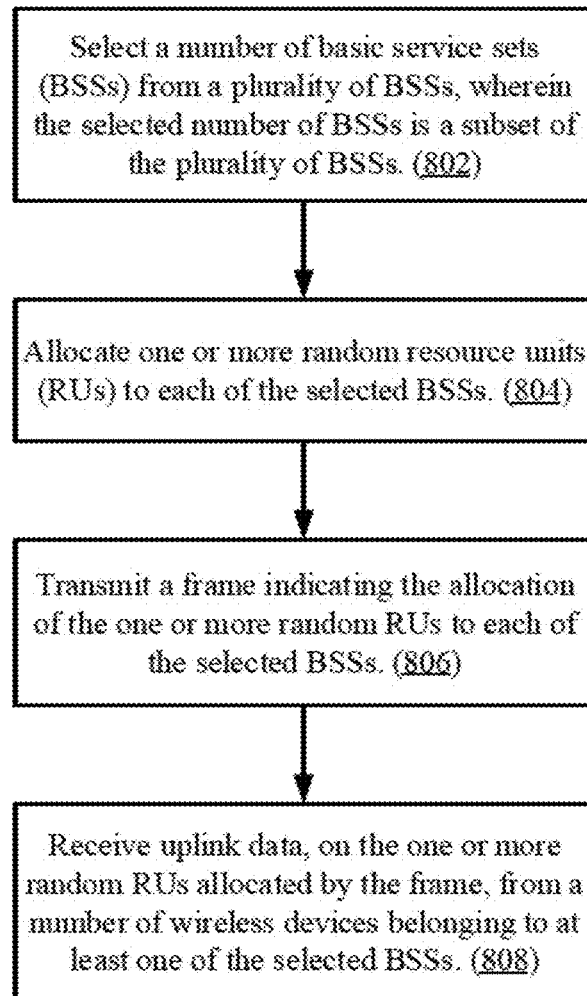 Select a number of basic service sets
(BSSs) from a plurality of BSSs, wherein
the selected number of BSSs is a subset of
the plurality of BSSs. (802)
Allocate one or more random resource units
(RUs) to each of the selected BSSs. (804)
Transmit a frame indicating the allocation
of the one or more random RUs to each of
the selected BSSs. (806)
Receive uplink data, on the one or more
random RUs allocated by the frame, from a
number of wireless devices belonging to at
least one of the selected BSSs. (808)